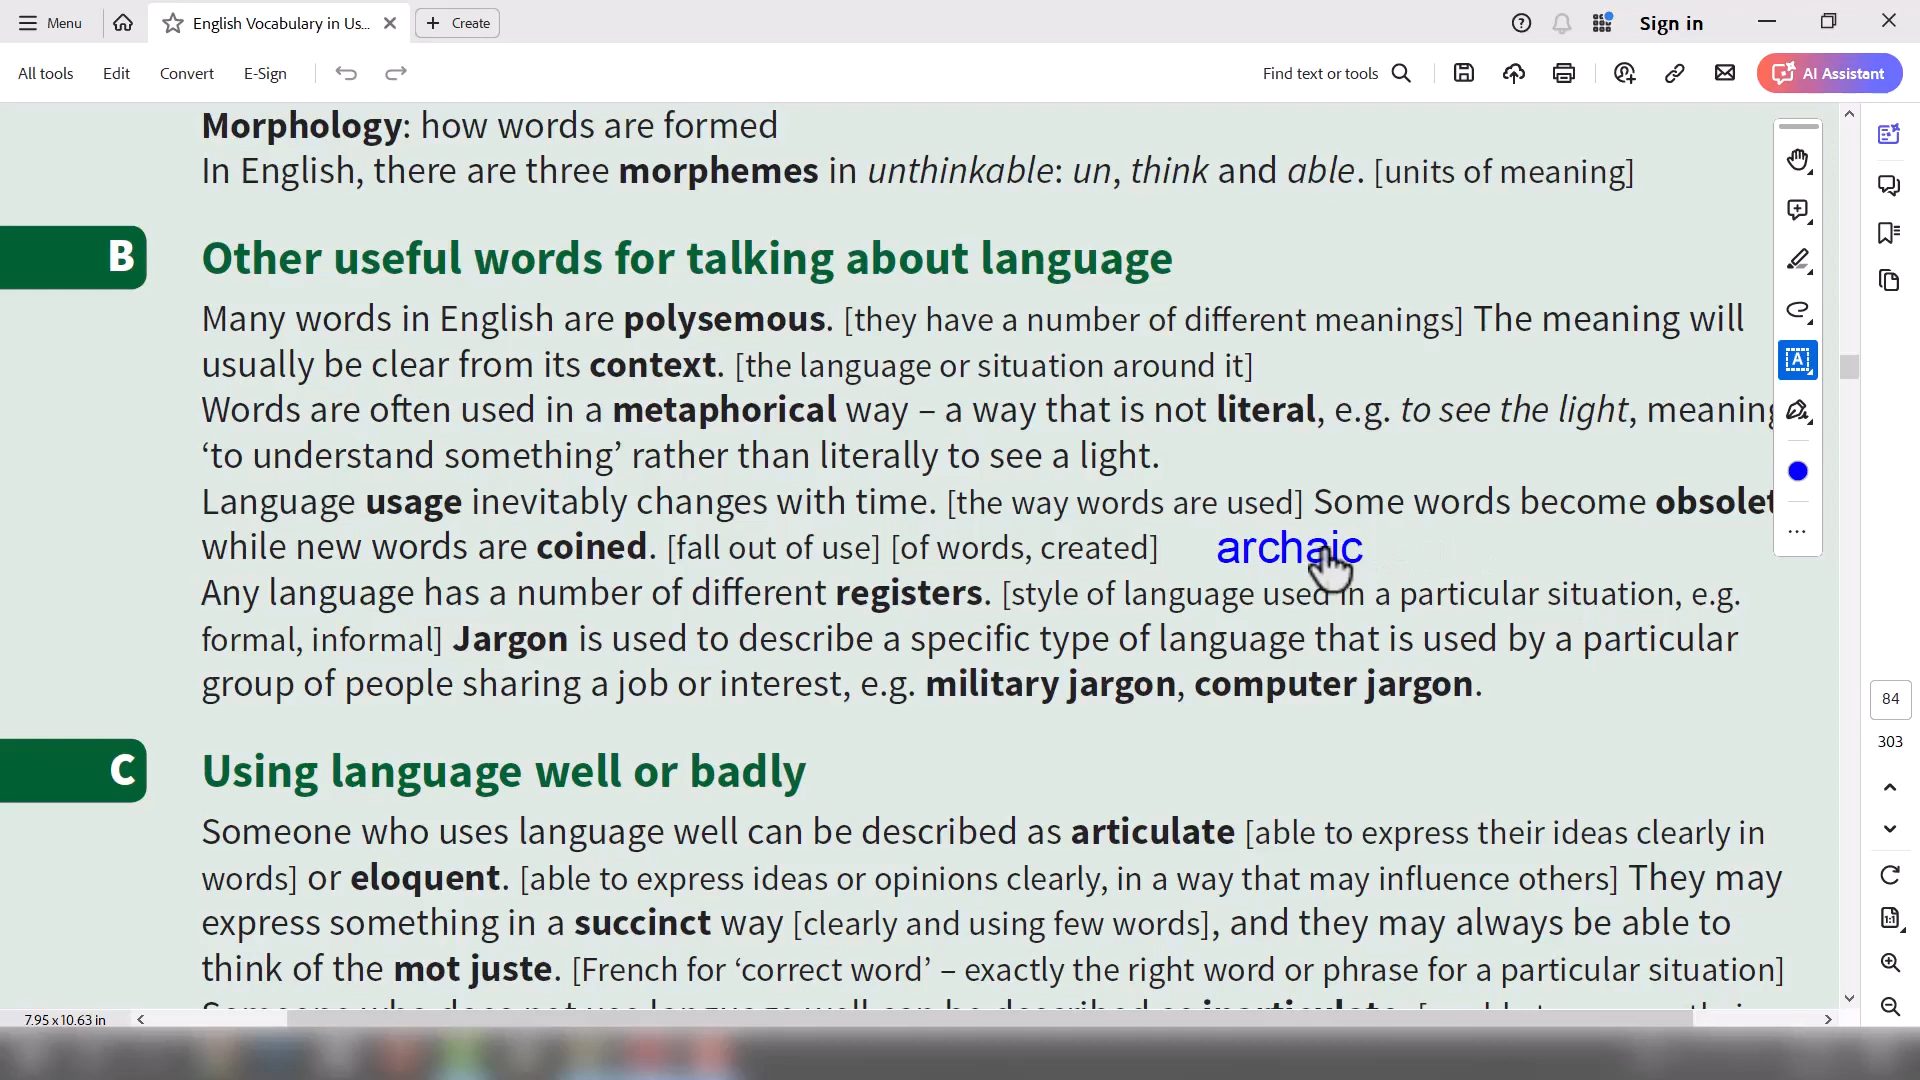 Menu
English Vocabulary in Us...
Create
Sign in
All tools
Edit
Convert
E-Sign
Find text or tools
AI Assistant
Morphology: how words are formed
In English, there are three morphemes in unthinkable: un, think and able. [units of meaning]
B
Other useful words for talking about language
Many words in English are polysemous. [they have a number of different meanings] The meaning will
usually be clear from its context. [the language or situation around it]
Words are often used in a metaphorical way – a way that is not literal, e.g. to see the light, meaning
‘to understand something’ rather than literally to see a light.
Language usage inevitably changes with time. [the way words are used] Some words become obsolet
while new words are coined. [fall out of use] [of words, created]
archaic
Any language has a number of different registers. [style of language used in a particular situation, e.g.
formal, informal] Jargon is used to describe a specific type of language that is used by a particular
group of people sharing a job or interest, e.g. military jargon, computer jargon.
C
Using language well or badly
Someone who uses language well can be described as articulate [able to express their ideas clearly in
words] or eloquent. [able to express ideas or opinions clearly, in a way that may influence others] They may
express something in a succinct way [clearly and using few words], and they may always be able to
think of the mot juste. [French for ‘correct word’ – exactly the right word or phrase for a particular situation]
84
303
7.95 x 10.63 in